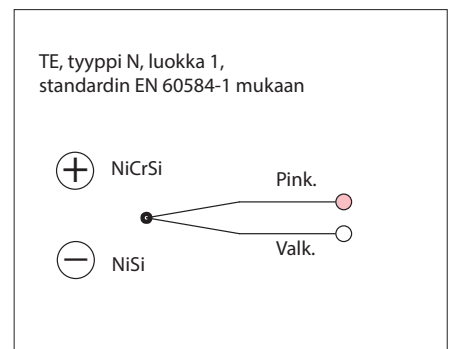 TE, tyyppi N, luokka 1,
standardin EN 60584-1 mukaan
NiCrSi
Pink.
Valk.
NiSi